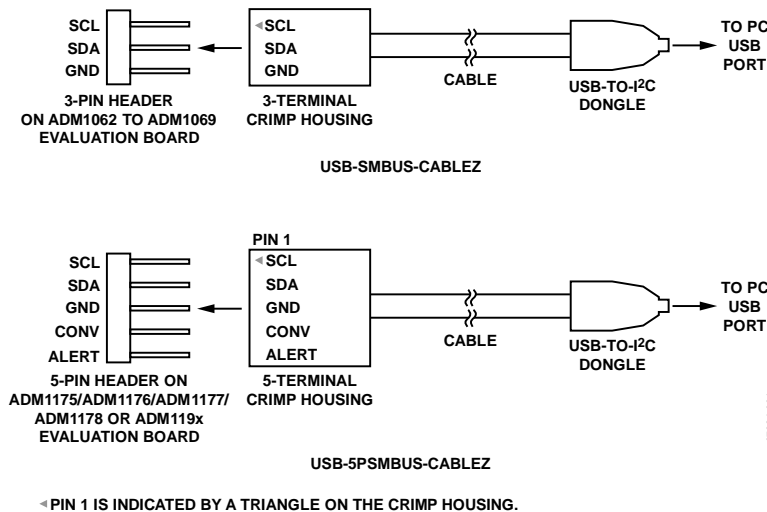 SCL
SDA
GND
3-PIN HEADER
ON ADM1062 TO ADM1069
EVALUATION BOARD
◄SCL
SDA
GND
3-TERMINAL
CRIMP HOUSING
CABLE
USB-TO-I²C
DONGLE
TO PC
USB
PORT
USB-SMBUS-CABLEZ
SCL
SDA
GND
CONV
ALERT
5-PIN HEADER ON
ADM1175/ADM1176/ADM1177/
ADM1178 OR ADM119x
EVALUATION BOARD
PIN 1
◄SCL
SDA
GND
CONV
ALERT
5-TERMINAL
CRIMP HOUSING
CABLE
USB-TO-I²C
DONGLE
TO PC
USB
PORT
USB-5PSMBUS-CABLEZ
◄PIN 1 IS INDICATED BY A TRIANGLE ON THE CRIMP HOUSING.